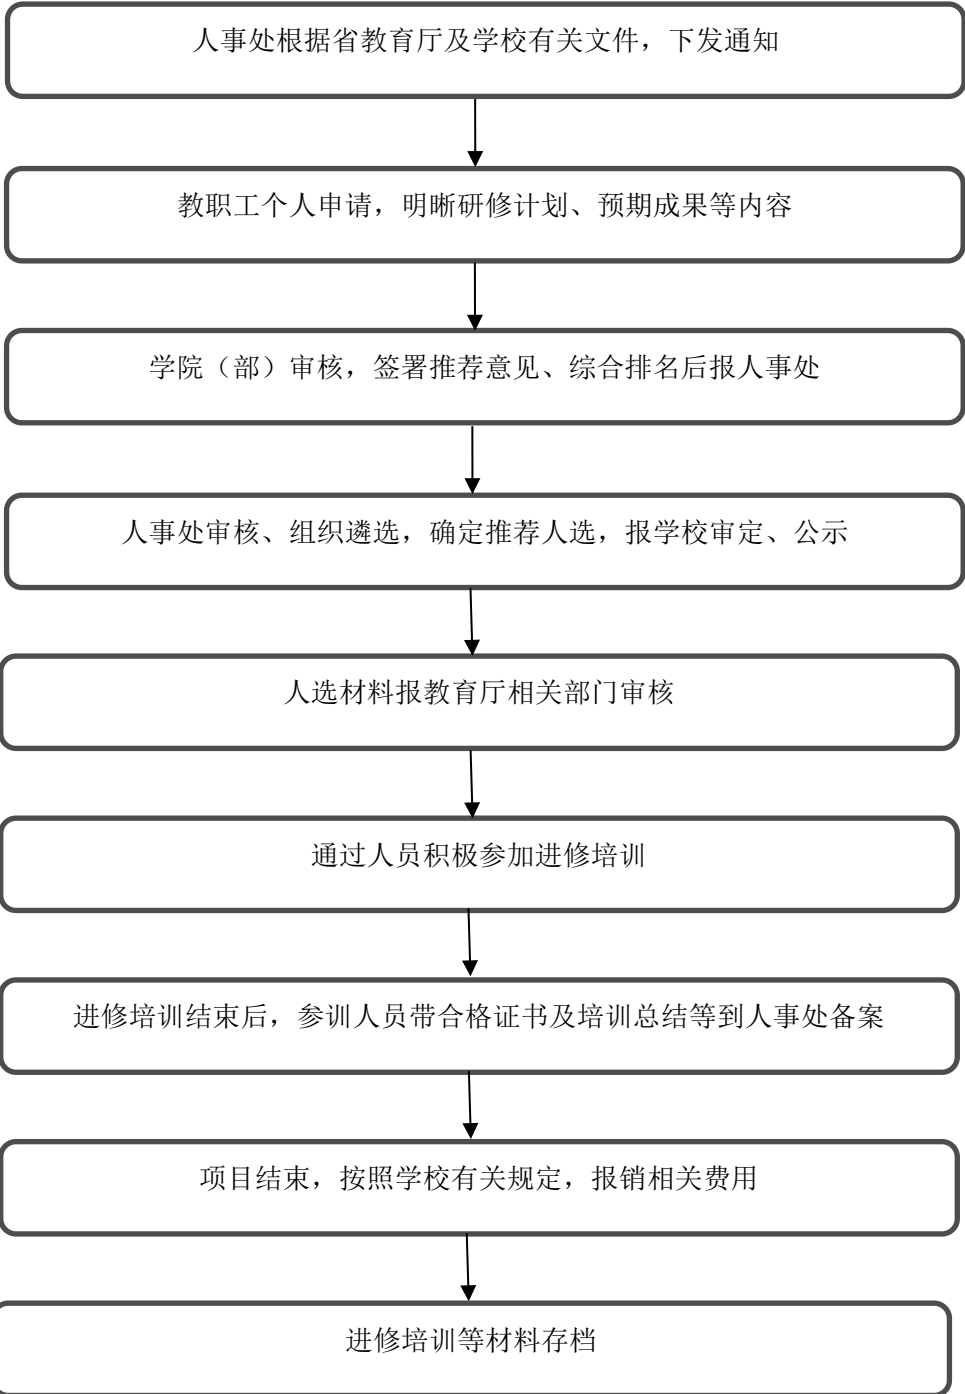 人事处根据省教育厅及学校有关文件，下发通知
教职工个人申请，明晰研修计划、预期成果等内容
学院（部）审核，签署推荐意见、综合排名后报人事处
人事处审核、组织遴选，确定推荐人选，报学校审定、公示
人选材料报教育厅相关部门审核
通过人员积极参加进修培训
进修培训结束后，参训人员带合格证书及培训总结等到人事处备案
项目结束，按照学校有关规定，报销相关费用
进修培训等材料存档